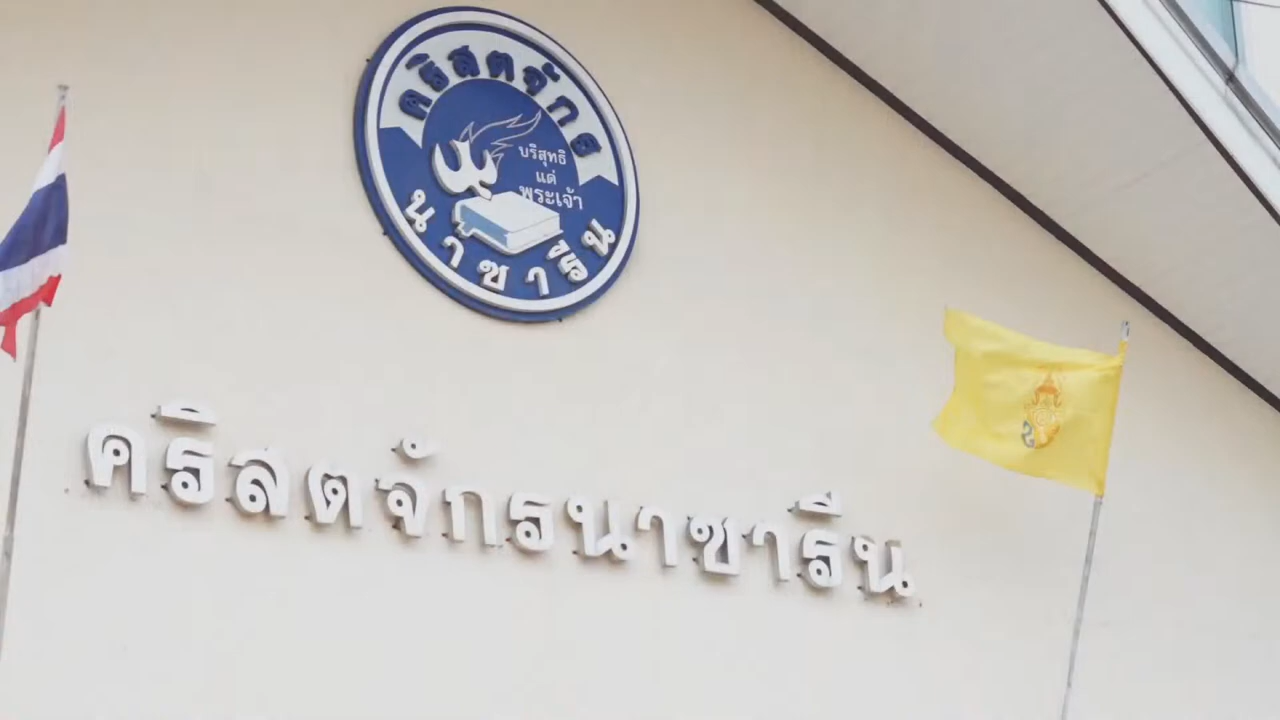 คริสตจักร
บริสุทธิ
แด่
พระเจ้า
นาซารีน
คริสตจักรนาซารีน